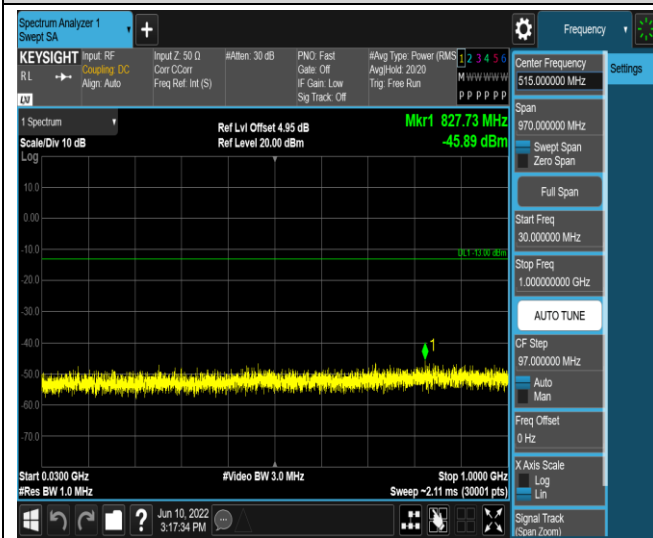 Spectrum Analyzer 1
Swept SA
+
Frequency
KEYSIGHT
RL
LXI
Input: RF
Coupling: DC
Align: Auto
Input Z: 50 Ω
Corr CCorr
Freq Ref: Int (S)
#Atten: 30 dB
PNO: Fast
Gate: Off
IF Gain: Low
Sig Track: Off
#Avg Type: Power (RMS
Avg|Hold: 20/20
Trig: Free Run
1 2 3 4 5 6
M W W W W W
P P P P P P
Center Frequency
515.000000 MHz
Settings
Span
970.000000 MHz
Swept Span
Zero Span
Full Span
Start Freq
30.000000 MHz
Stop Freq
1.000000000 GHz
AUTO TUNE
CF Step
97.000000 MHz
Auto
Man
Freq Offset
0 Hz
X Axis Scale
Log
Lin
Signal Track
(Span Zoom)
1 Spectrum
Scale/Div 10 dB
Log
Ref Lvl Offset 4.95 dB
Ref Level 20.00 dBm
Mkr1 827.73 MHz
-45.89 dBm
10.0
0.00
-10.0
DL1 -13.00 dBm
-20.0
-30.0
-40.0
1
-50.0
-60.0
-70.0
Start 0.0300 GHz
#Res BW 1.0 MHz
#Video BW 3.0 MHz
Stop 1.0000 GHz
Sweep ~2.11 ms (30001 pts)
?
Jun 10, 2022
3:17:34 PM